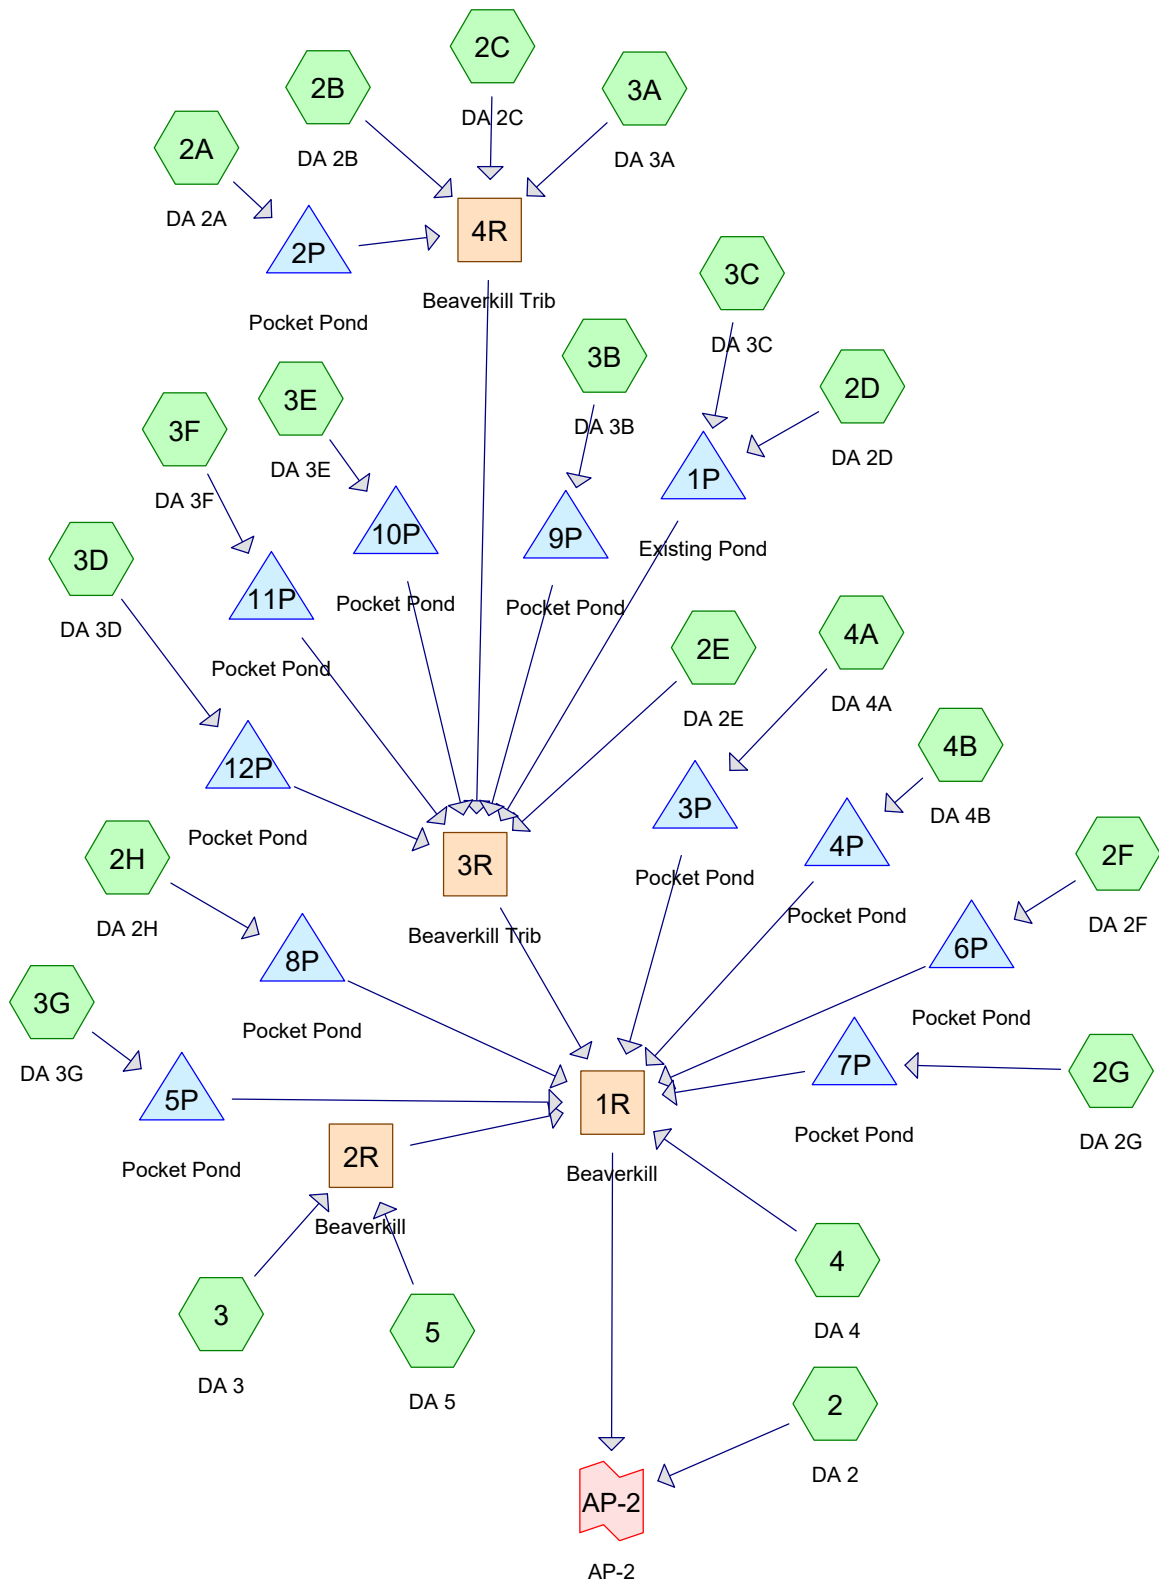 2C
DA 2C
2B
DA 2B
3A
DA 3A
2A
DA 2A
2P
Pocket Pond
4R
Beaverkill Trib
3C
DA 3C
3B
DA 3B
2D
DA 2D
3E
DA 3E
3F
DA 3F
1P
Existing Pond
10P
Pocket Pond
9P
Pocket Pond
3D
DA 3D
11P
Pocket Pond
2E
DA 2E
4A
DA 4A
12P
Pocket Pond
4B
DA 4B
3P
Pocket Pond
4P
Pocket Pond
2H
DA 2H
3R
Beaverkill Trib
2F
DA 2F
8P
Pocket Pond
6P
Pocket Pond
3G
DA 3G
5P
Pocket Pond
7P
Pocket Pond
2G
DA 2G
1R
Beaverkill
2R
Beaverkill
4
DA 4
3
DA 3
5
DA 5
2
DA 2
AP-2
AP-2